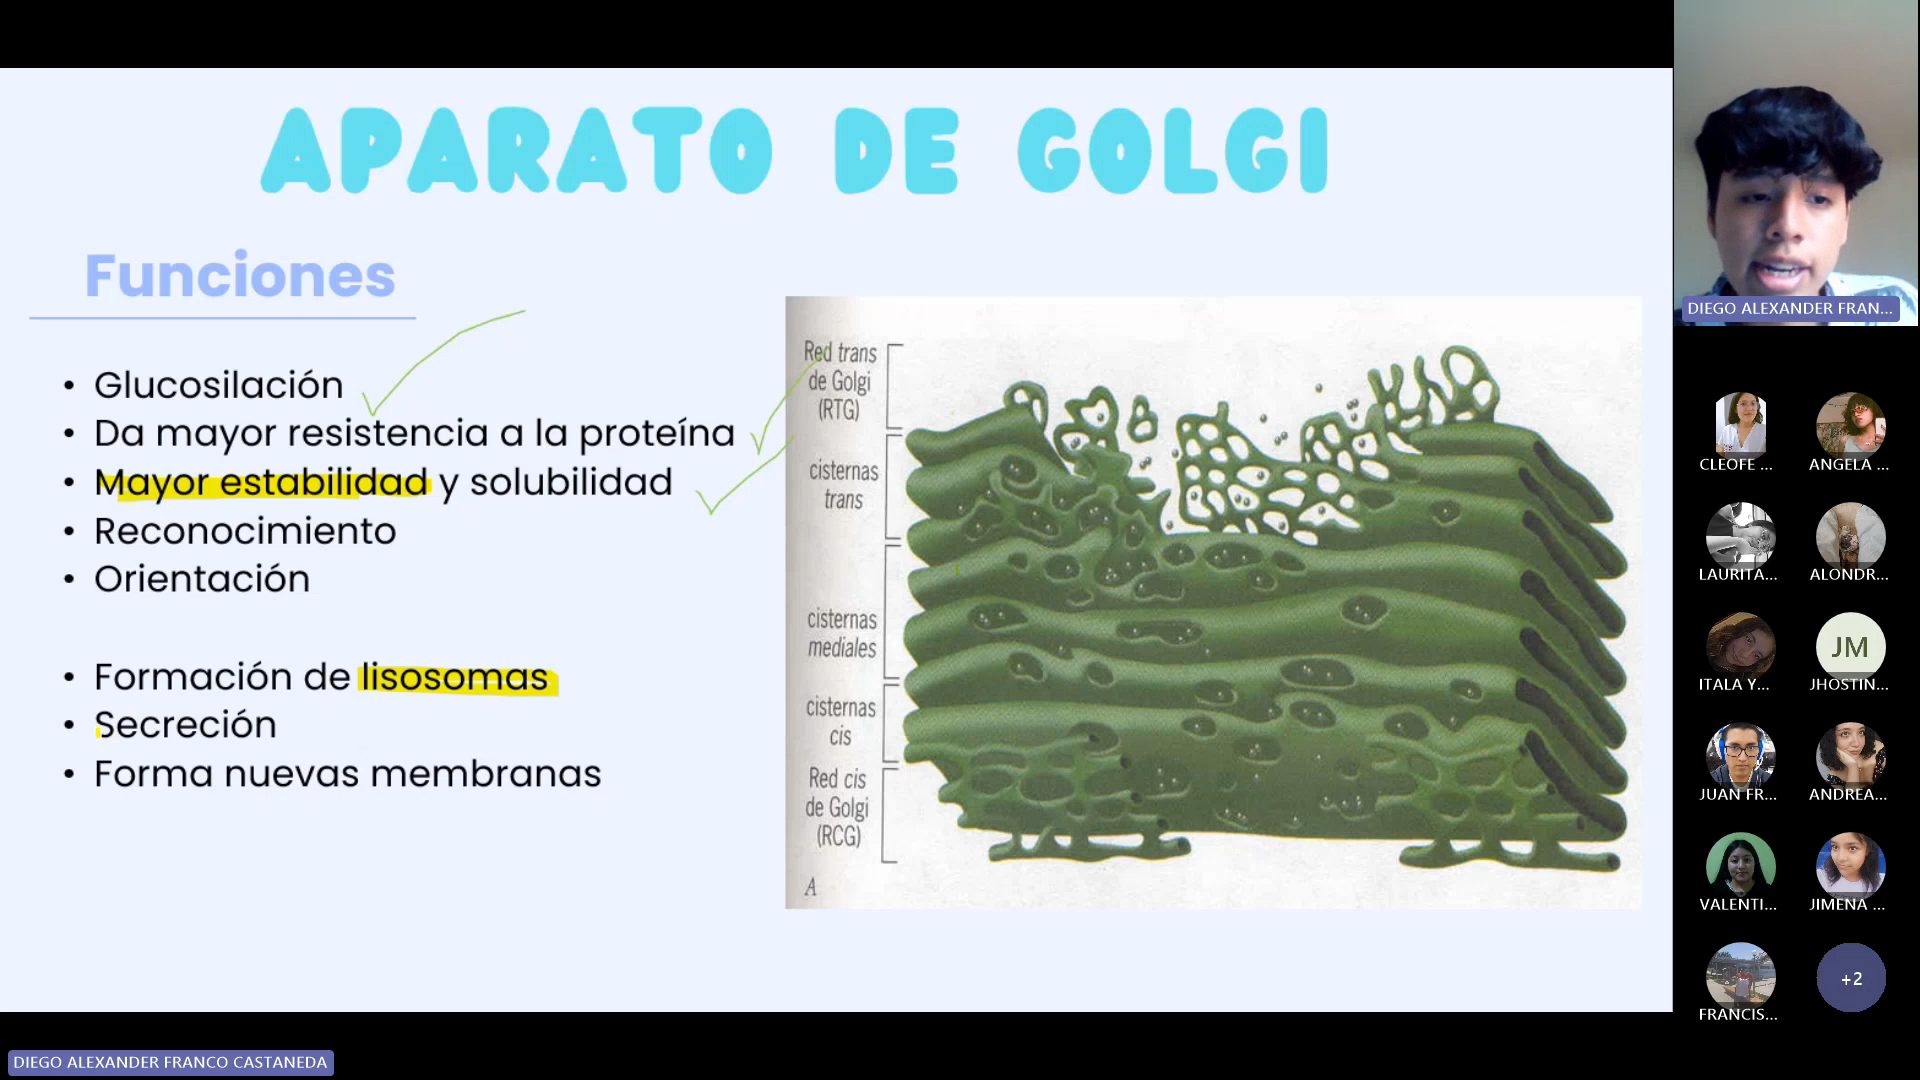 APARATO DE GOLGI
Funciones
• Glucosilación
• Da mayor resistencia a la proteína
• Mayor estabilidad y solubilidad
• Reconocimiento
• Orientación
• Formación de lisosomas
• Secreción
• Forma nuevas membranas
Red trans
de Golgi
(RTG)
cisternas
trans
cisternas
mediales
cisternas
cis
Red cis
de Golgi
(RCG)
A
DIEGO ALEXANDER FRAN...
CLEOFE ...
ANGELA ...
LAURITA...
ALONDR...
ITALA Y...
JM
JHOSTIN...
JUAN FR...
ANDREA...
VALENTI...
JIMENA ...
FRANCIS...
+2
DIEGO ALEXANDER FRANCO CASTANEDA